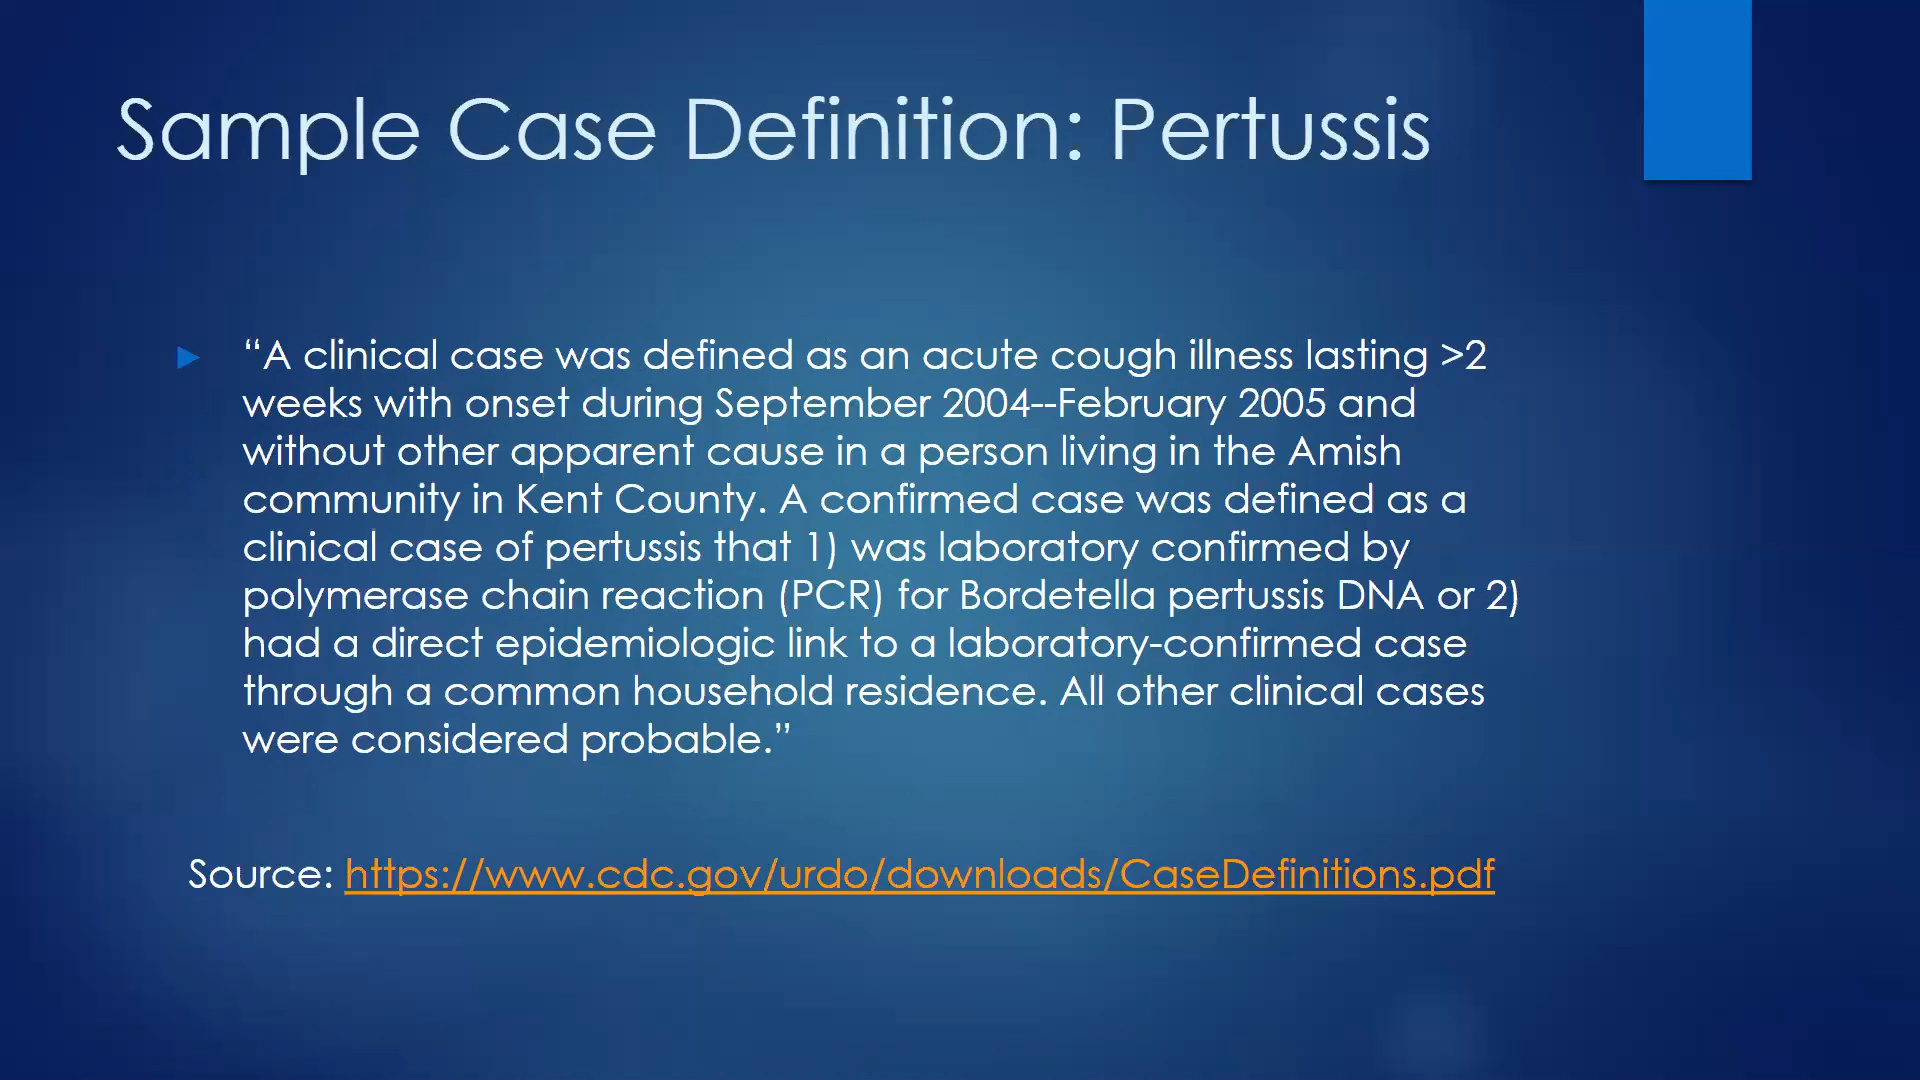 Sample Case Definition: Pertussis
“A clinical case was defined as an acute cough illness lasting >2
weeks with onset during September 2004--February 2005 and
without other apparent cause in a person living in the Amish
community in Kent County. A confirmed case was defined as a
clinical case of pertussis that 1) was laboratory confirmed by
polymerase chain reaction (PCR) for Bordetella pertussis DNA or 2)
had a direct epidemiologic link to a laboratory-confirmed case
through a common household residence. All other clinical cases
were considered probable.”
Source: https://www.cdc.gov/urdo/downloads/CaseDefinitions.pdf